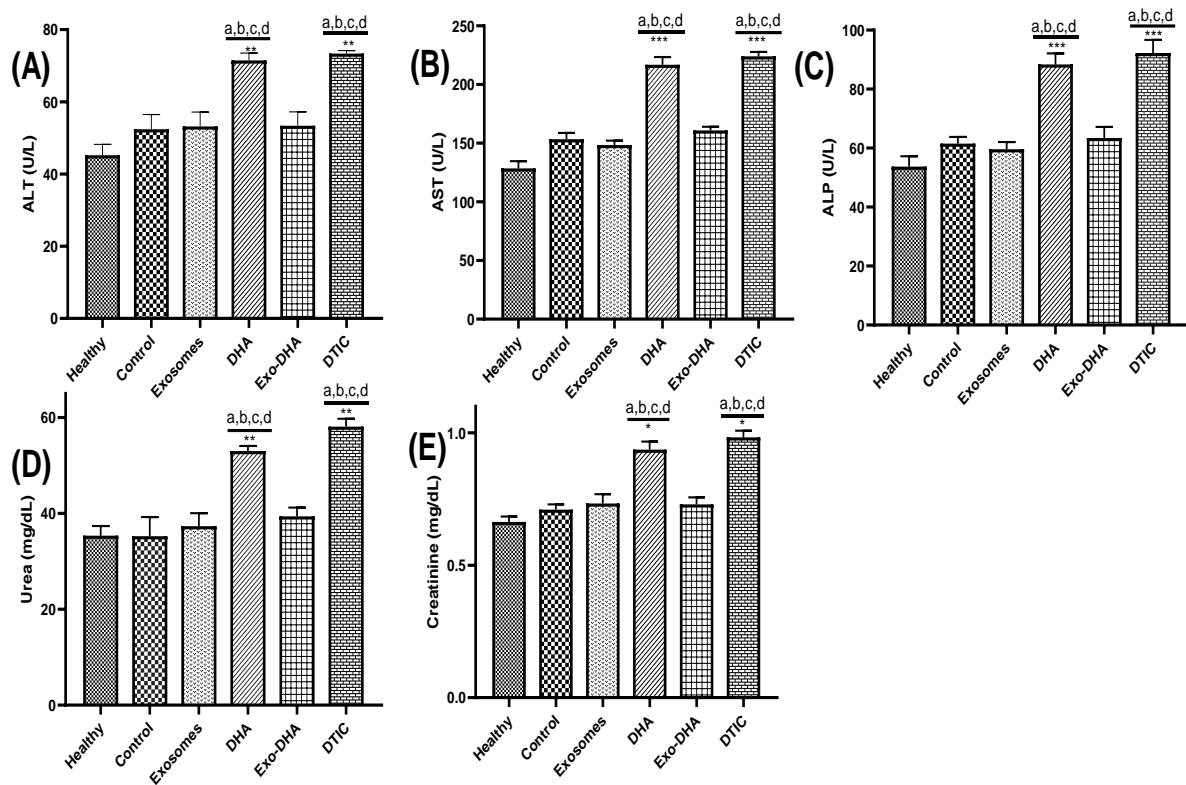 (A)
ALT (U/L)
80
60
40
20
0
a,b,c,d
**
a,b,c,d
**
Healthy
Control
Exosomes
DHA
Exo-DHA
DTIC
(B)
AST (U/L)
250
200
150
100
50
0
a,b,c,d
***
a,b,c,d
***
Healthy
Control
Exosomes
DHA
Exo-DHA
DTIC
(C)
ALP (U/L)
100
80
60
40
20
0
a,b,c,d
***
a,b,c,d
***
Healthy
Control
Exosomes
DHA
Exo-DHA
DTIC
(D)
Urea (mg/dL)
60
40
20
0
a,b,c,d
**
a,b,c,d
**
Healthy
Control
Exosomes
DHA
Exo-DHA
DTIC
(E)
Creatinine (mg/dL)
1.0
0.5
0.0
a,b,c,d
*
a,b,c,d
*
Healthy
Control
Exosomes
DHA
Exo-DHA
DTIC